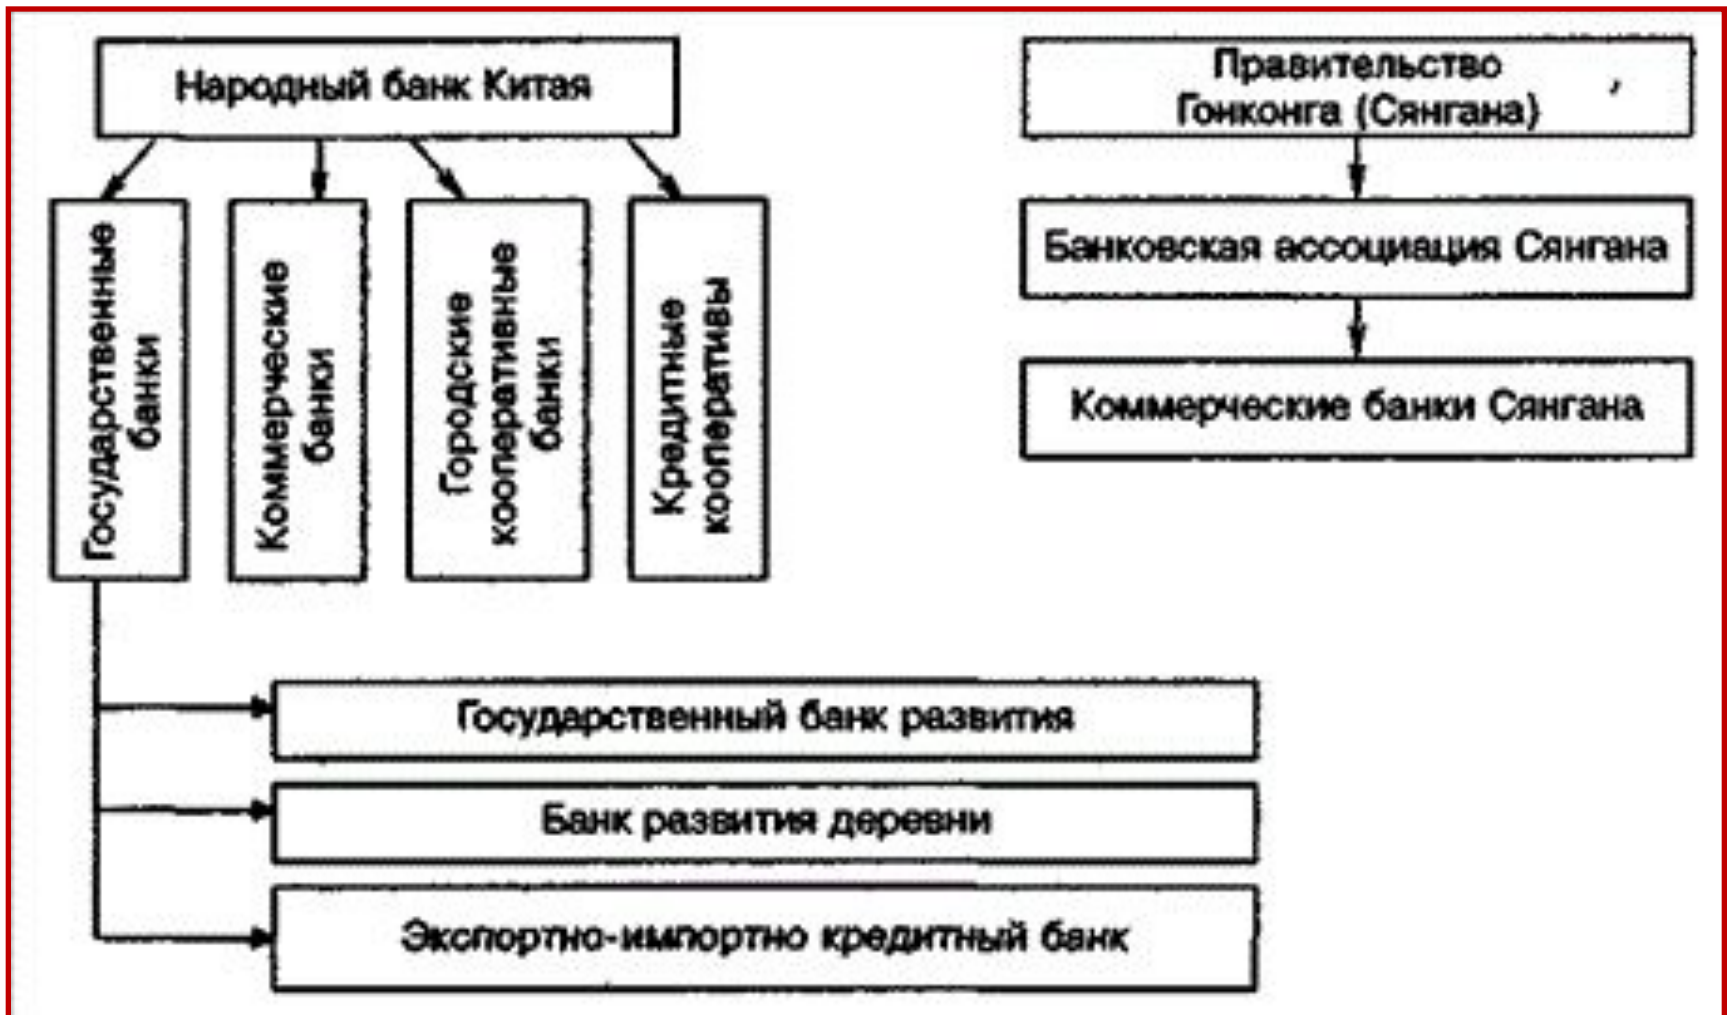 Народный банк Китая
Государственные
банки
Коммерческие
банки
Городские
кооперативные
банки
Кредитные
кооперативы
Государственный банк развития
Банк развития деревни
Экспортно-импортно кредитный банк
Правительство
Гонконга (Сянгана)
Банковская ассоциация Сянгана
Коммерческие банки Сянгана